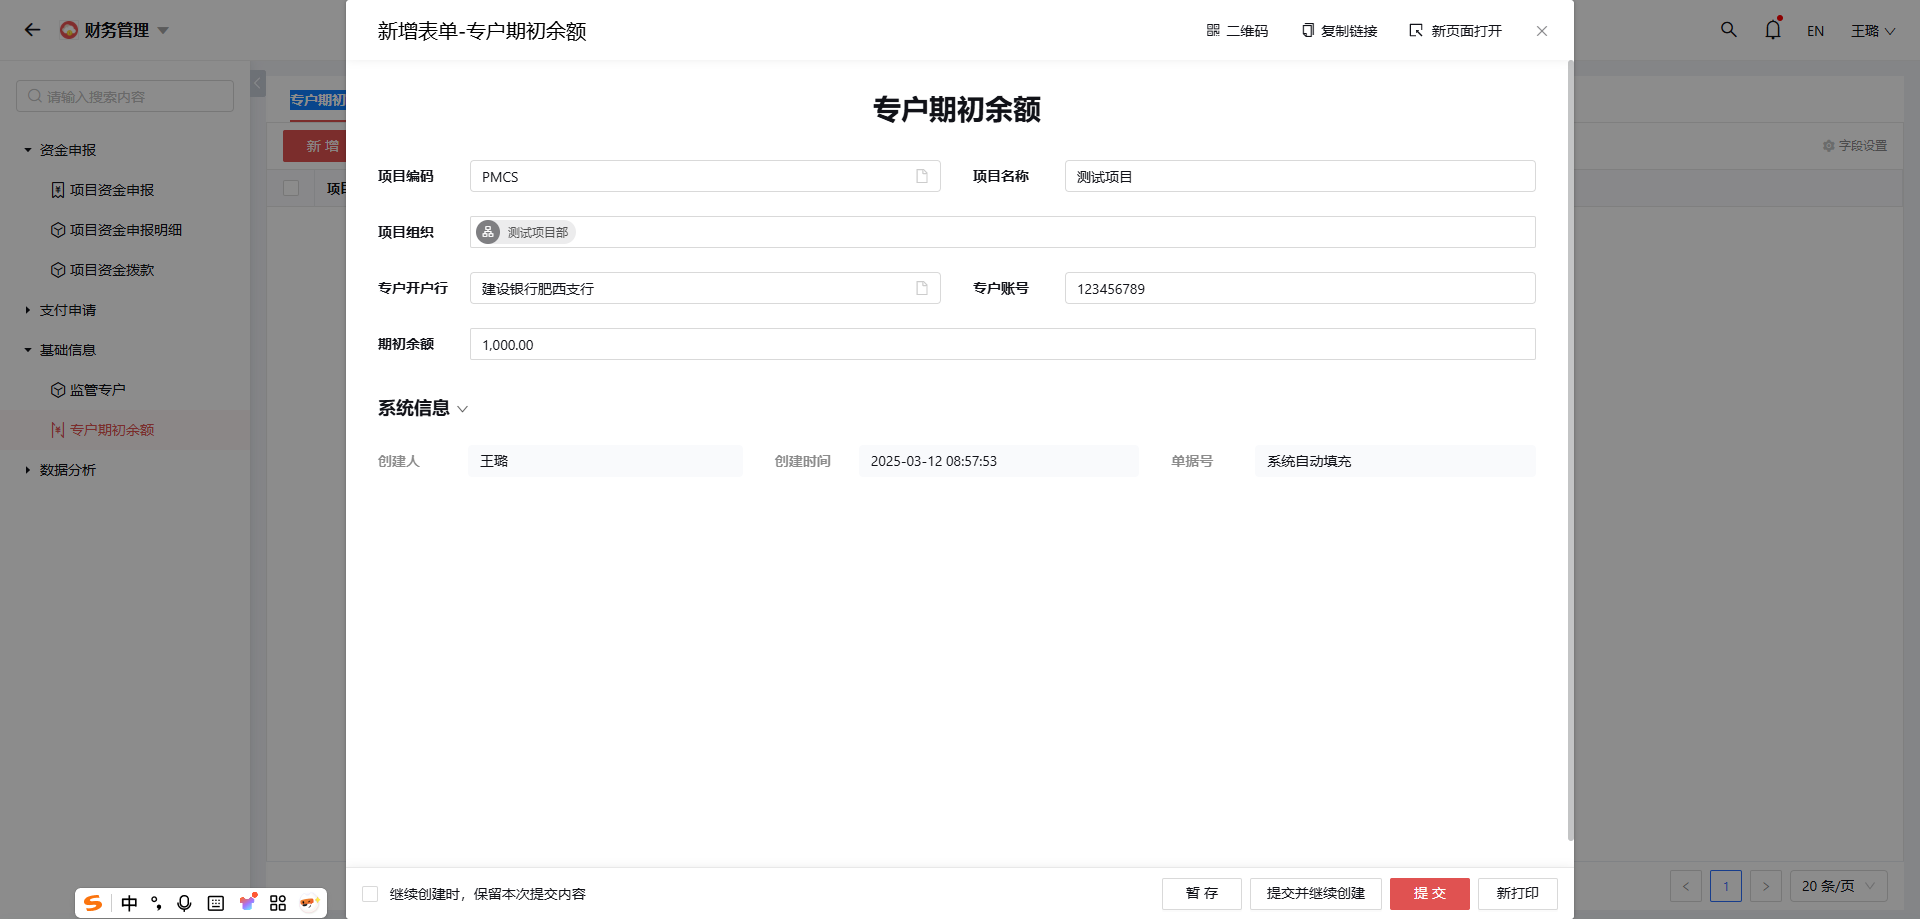 财务管理
新增表单-专户期初余额
二维码 复制链接 新页面打开
EN 王璐
请输入搜索内容
专户期初
专户期初余额
新 增
字段设置
资金申报
项目资金申报
项目资金申报明细
项目资金拨款
支付申请
基础信息
监管专户
专户期初余额
数据分析
项目编码 PMCS 项目名称 测试项目
项目组织 测试项目部
专户开户行 建设银行肥西支行 专户账号 123456789
期初余额 1,000.00
系统信息
创建人 王璐 创建时间 2025-03-12 08:57:53 单据号 系统自动填充
继续创建时，保留本次提交内容
暂 存 提交并继续创建 提 交 新打印
< 1 > 20 条/页
中